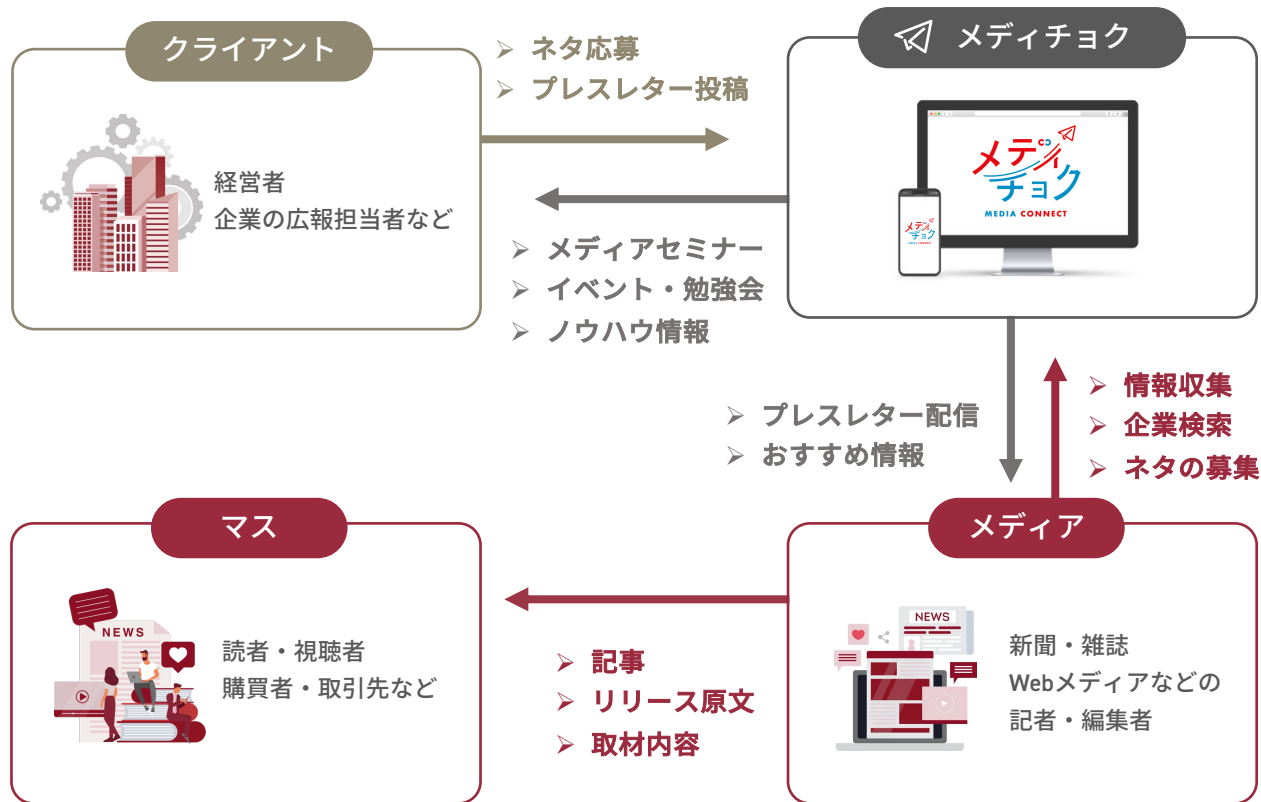 クライアント
経営者
企業の広報担当者など
ネタ応募
プレスレター投稿
メディアセミナー
イベント・勉強会
ノウハウ情報
メディチョク
メディ
チョク
MEDIA CONNECT
メディ
チョク
プレスレター配信
おすすめ情報
情報収集
企業検索
ネタの募集
マス
NEWS
読者・視聴者
購買者・取引先など
記事
リリース原文
取材内容
メディア
NEWS
新聞・雑誌
Webメディアなどの
記者・編集者